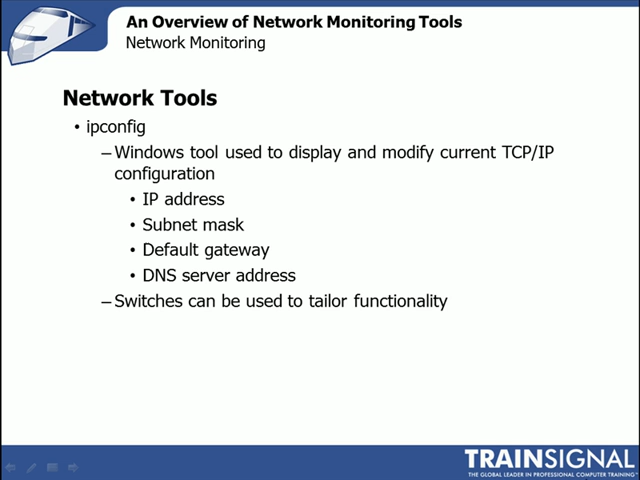 An Overview of Network Monitoring Tools
Network Monitoring
Network Tools
• ipconfig
– Windows tool used to display and modify current TCP/IP
configuration
• IP address
• Subnet mask
• Default gateway
• DNS server address
– Switches can be used to tailor functionality
TRAINSIGNAL
THE GLOBAL LEADER IN PROFESSIONAL COMPUTER TRAINING™